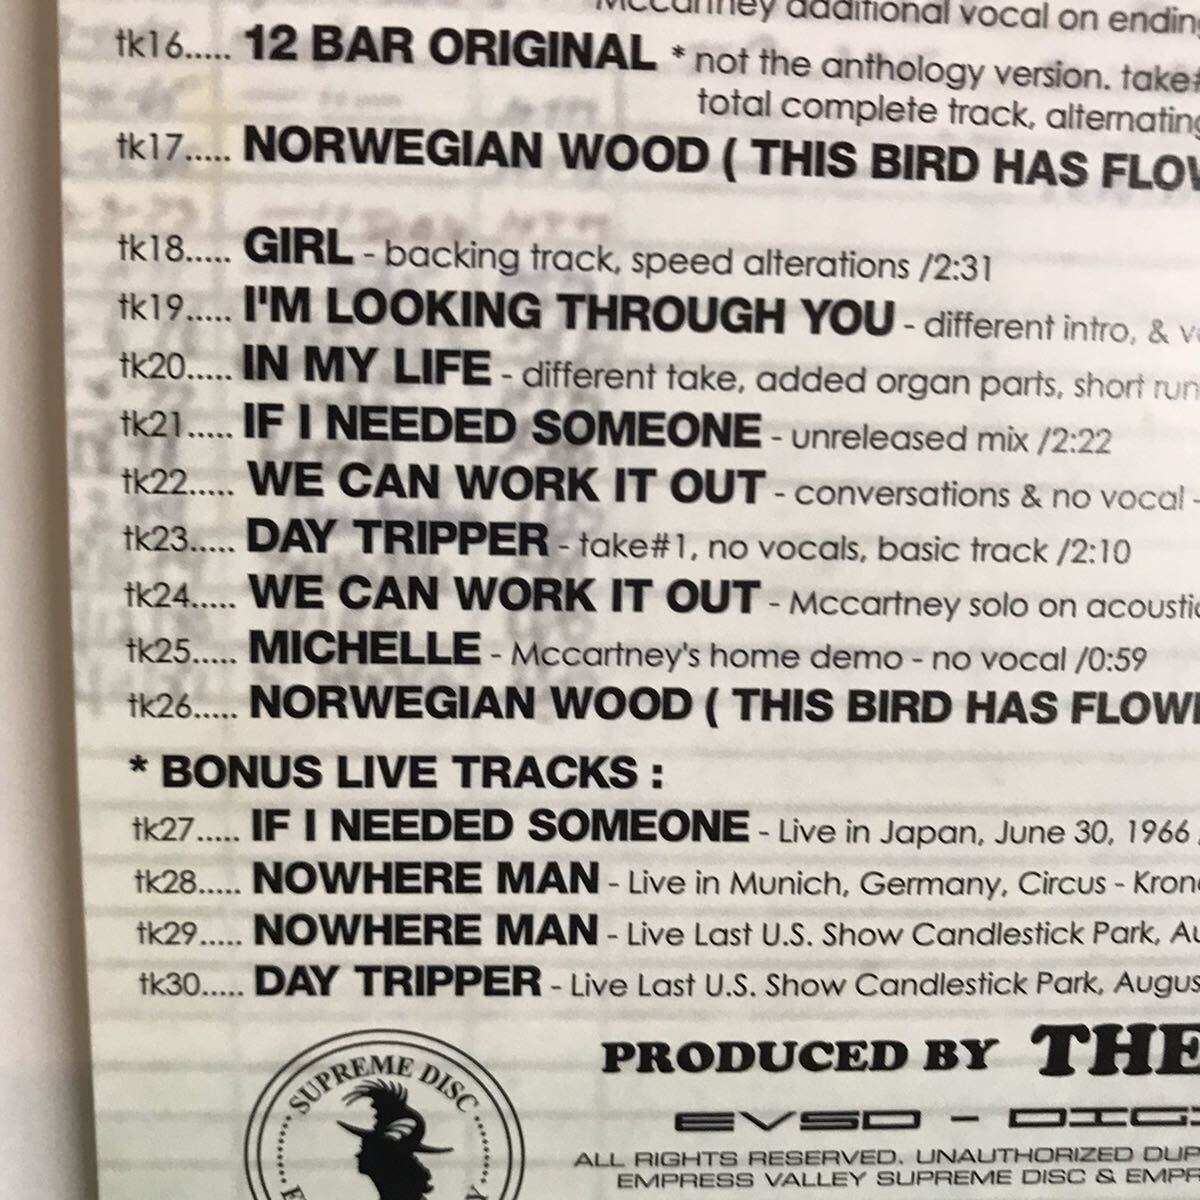 McCartney additional vocal on ending
tk16..... 12 BAR ORIGINAL * not the anthology version. take#
total complete track, alternating
tk17..... NORWEGIAN WOOD ( THIS BIRD HAS FLOW
tk18..... GIRL - backing track, speed alterations /2:31
tk19..... I'M LOOKING THROUGH YOU - different intro, & v
tk20..... IN MY LIFE - different take, added organ parts, short run
tk21..... IF I NEEDED SOMEONE - unreleased mix /2:22
tk22..... WE CAN WORK IT OUT - conversations & no vocal -
tk23..... DAY TRIPPER - take#1, no vocals, basic track /2:10
tk24..... WE CAN WORK IT OUT - Mccartney solo on acoustic
tk25..... MICHELLE - Mccartney's home demo - no vocal /0:59
tk26..... NORWEGIAN WOOD ( THIS BIRD HAS FLOW
* BONUS LIVE TRACKS :
tk27..... IF I NEEDED SOMEONE - Live in Japan, June 30, 1966
tk28..... NOWHERE MAN - Live in Munich, Germany, Circus - Krone
tk29..... NOWHERE MAN - Live Last U.S. Show Candlestick Park, Au
tk30..... DAY TRIPPER - Live Last U.S. Show Candlestick Park, Augus
SUPREME DISC
PRODUCED BY THE
EVSD - DIG
ALL RIGHTS RESERVED. UNAUTHORIZED DUP
EMPRESS VALLEY SUPREME DISC & EMPR